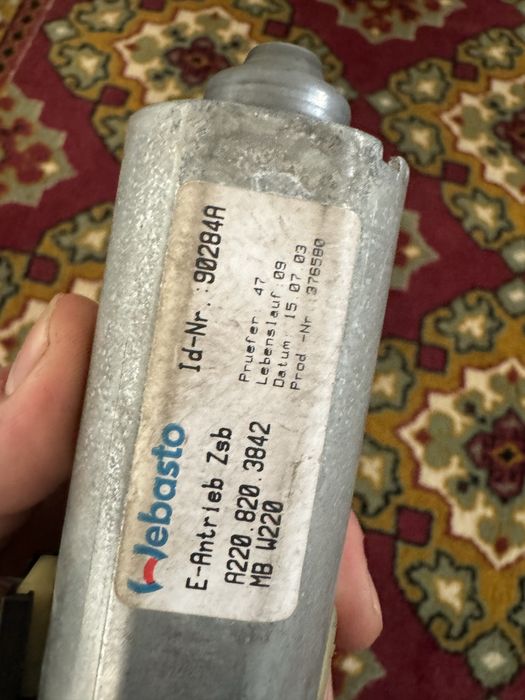 Webasto
E-Antrieb Zsb
A220 820.3842
MB W220
Id-Nr.:90284A
Pruefer 47
Lebenslauf:09
Datum :15.07.03
Prod -Nr :376580